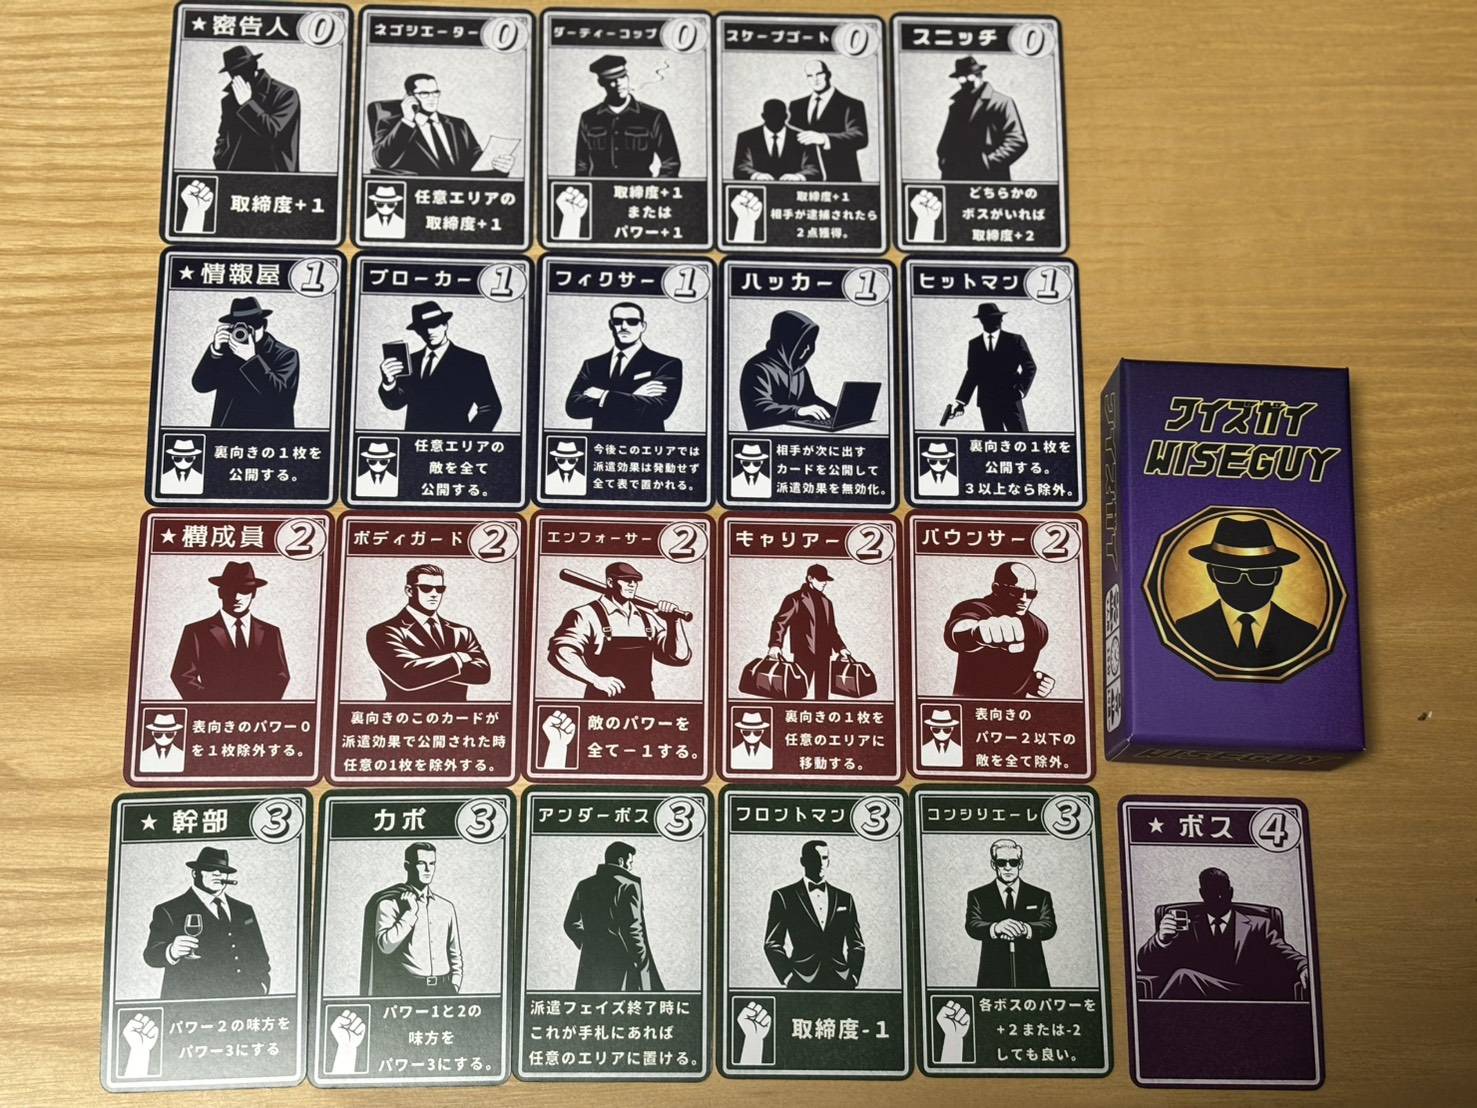 ★密告人 0
取締度+1
ネゴシエーター 0
任意エリアの
取締度+1
ダーティーコップ 0
取締度+1
または
パワー+1
スケープゴート 0
取締度+1
相手が逮捕されたら
2点獲得。
スニッチ 0
どちらかの
ボスがいれば
取締度+2
★情報屋 1
裏向きの1枚を
公開する。
ブローカー 1
任意エリアの
敵を全て
公開する。
フィクサー 1
今後このエリアでは
派遣効果は発動せず
全て表で置かれる。
ハッカー 1
相手が次に出す
カードを公開して
派遣効果を無効化。
ヒットマン 1
裏向きの1枚を
公開する。
3以上なら除外。
★構成員 2
表向きのパワー0
を1枚除外する。
ボディガード 2
裏向きのこのカードが
派遣効果で公開された時
任意の1枚を除外する。
エンフォーサー 2
敵のパワーを
全て－1する。
キャリアー 2
裏向きの1枚を
任意のエリアに
移動する。
バウンサー 2
表向きの
パワー2以下の
敵を全て除外。
★ 幹部 3
パワー2の味方を
パワー3にする
カポ 3
パワー1と2の
味方を
パワー3にする。
アンダーボス 3
派遣フェイズ終了時に
これが手札にあれば
任意のエリアに置ける。
フロントマン 3
取締度-1
コンシリエーレ 3
各ボスのパワーを
+2または-2
しても良い。
★ ボス 4
ワイズガイ
WISEGUY
ワイズガイ
WISEGUY